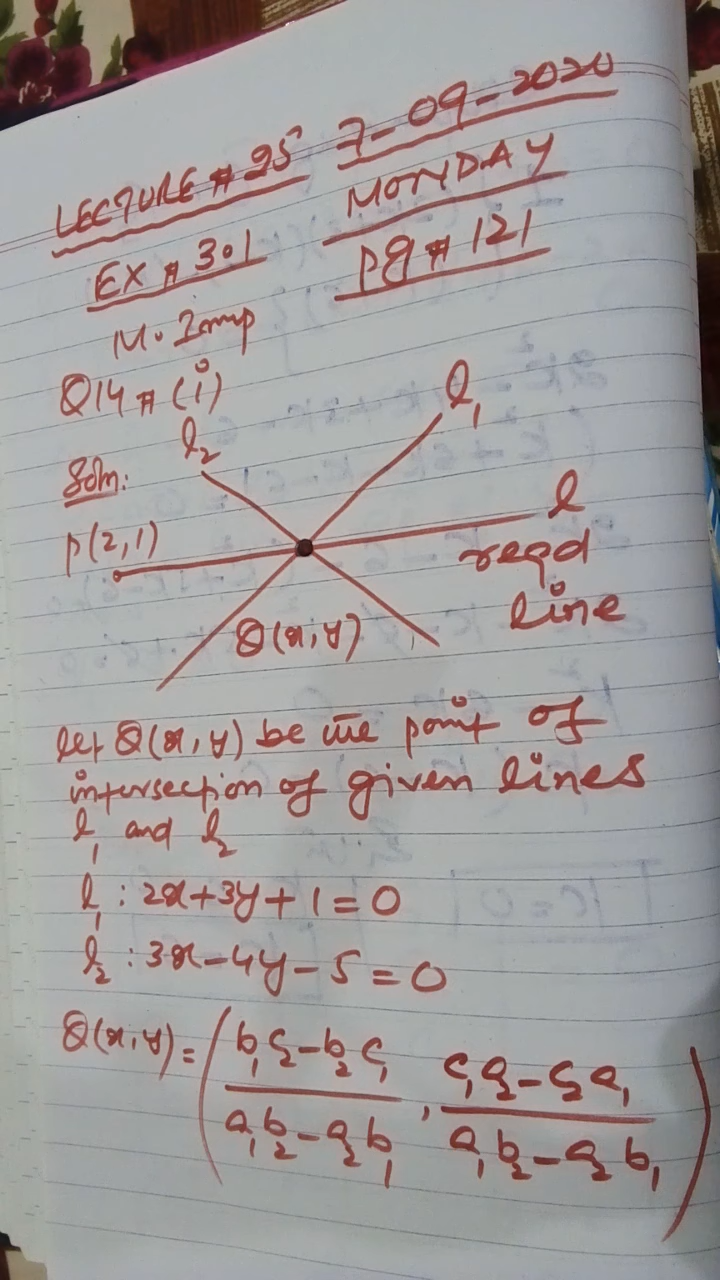 LECTURE # 25 7-09-2020
MONDAY
EX # 3.1 Pg # 121
M. Imp
Q14 # (i)
l₂ l₁
Soln:
P(2,1) l
reqd
line
Q(x,y)
let Q(x,y) be the point of
intersection of given lines
l₁ and l₂
l₁ : 2x+3y+1=0
l₂ : 3x-4y-5=0
Q(x,y) = ( b₁c₂-b₂c₁ / a₁b₂-a₂b₁ , c₁a₂-c₂a₁ / a₁b₂-a₂b₁ )